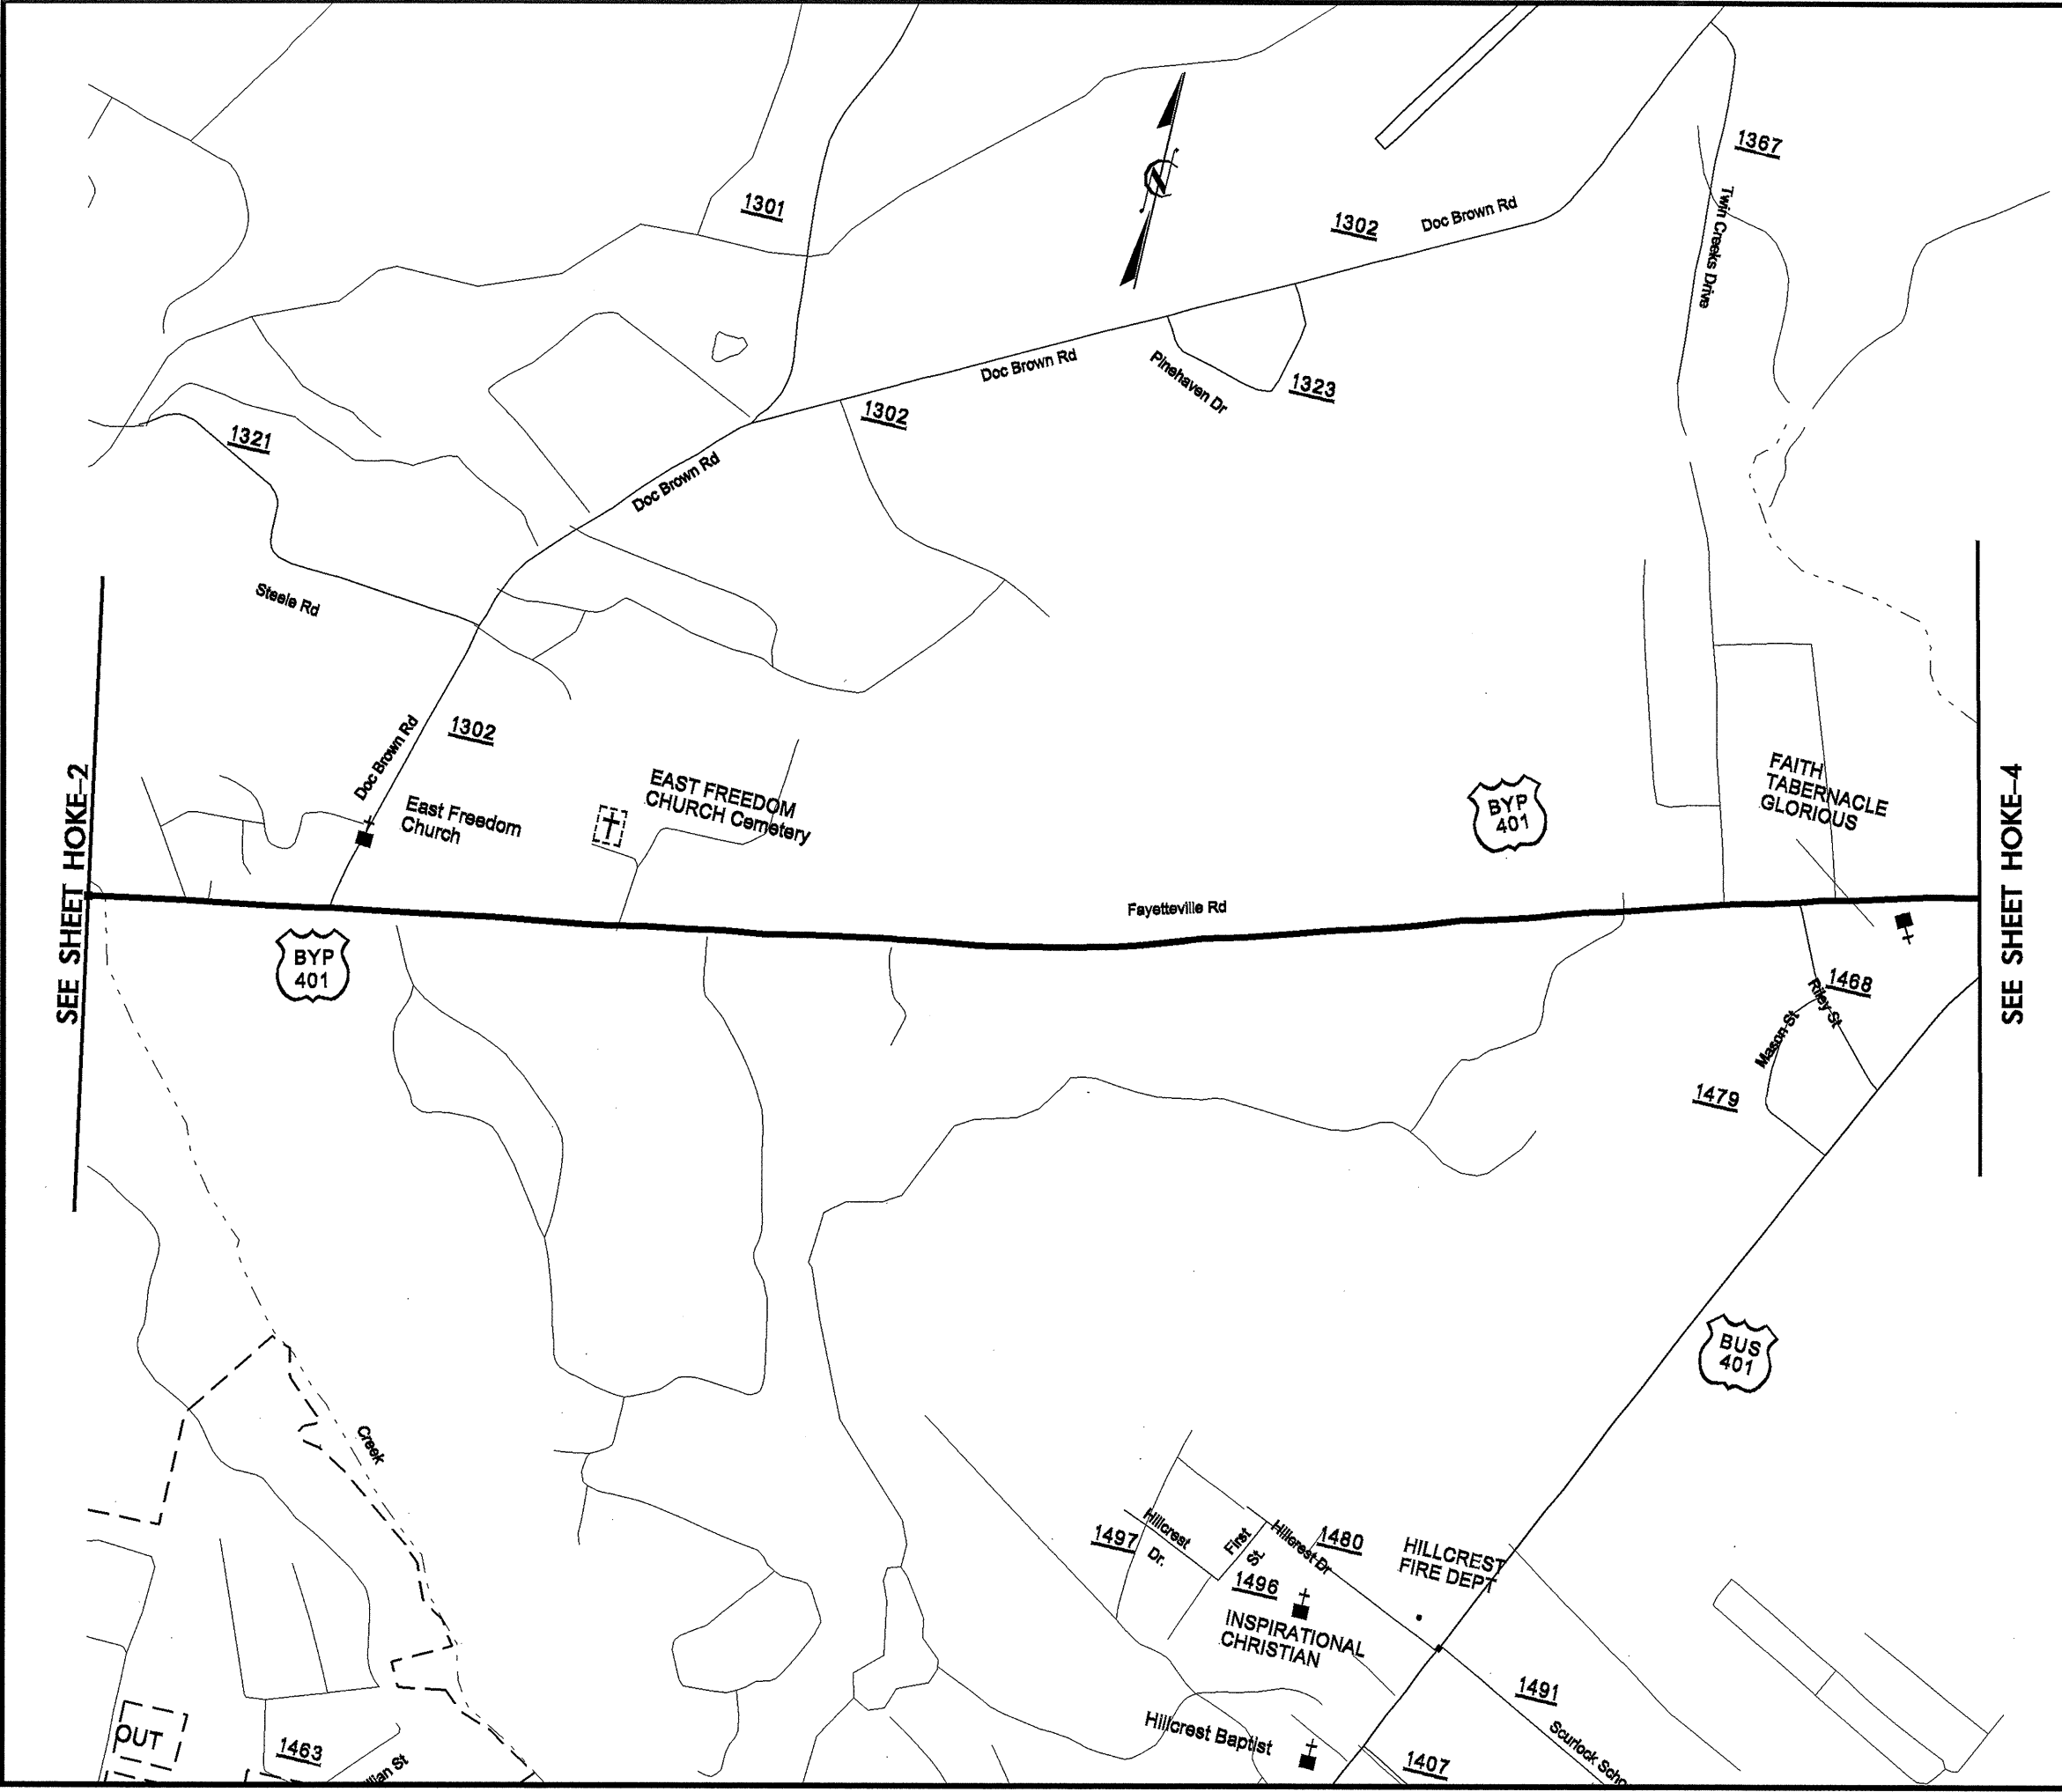 1367
1301
1302
Doc Brown Rd
Twin Creeks Drive
N
Doc Brown Rd
Pinehaven Dr
1323
1302
1321
Doc Brown Rd
Steele Rd
1302
Doc Brown Rd
East Freedom
Church
EAST FREEDOM
CHURCH Cemetery
BYP
401
FAITH
TABERNACLE
GLORIOUS
SEE SHEET HOKE-2
SEE SHEET HOKE-4
Fayetteville Rd
BYP
401
1468
Riley St
Mason St
1479
BUS
401
Creek
1497
Hillcrest
Dr.
First
St
Hillcrest Dr
1480
HILLCREST
FIRE DEPT
1496
INSPIRATIONAL
CHRISTIAN
1491
Scurlock Scho
Hillcrest Baptist
1407
OUT
1463
llian St